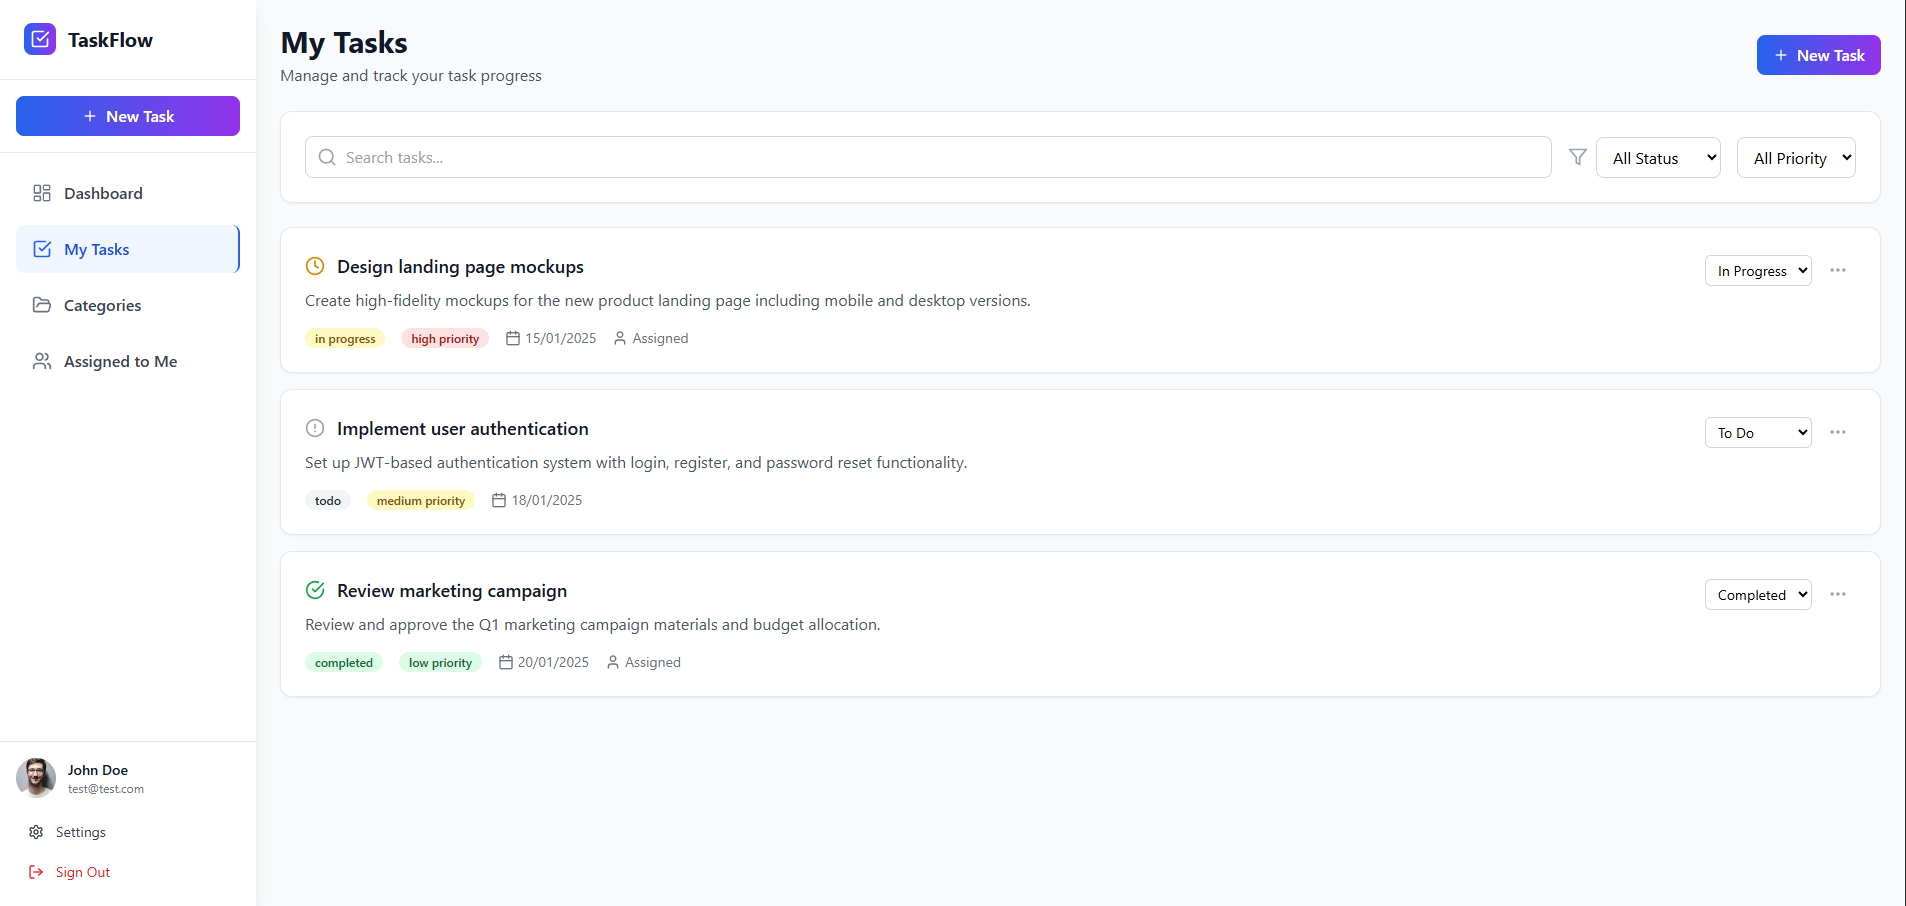 TaskFlow
New Task
Dashboard
My Tasks
Categories
Assigned to Me
John Doe
test@test.com
Settings
Sign Out
My Tasks
Manage and track your task progress
New Task
Search tasks...
All Status
All Priority
Design landing page mockups
In Progress
Create high-fidelity mockups for the new product landing page including mobile and desktop versions.
in progress high priority 15/01/2025 Assigned
Implement user authentication
To Do
Set up JWT-based authentication system with login, register, and password reset functionality.
todo medium priority 18/01/2025
Review marketing campaign
Completed
Review and approve the Q1 marketing campaign materials and budget allocation.
completed low priority 20/01/2025 Assigned